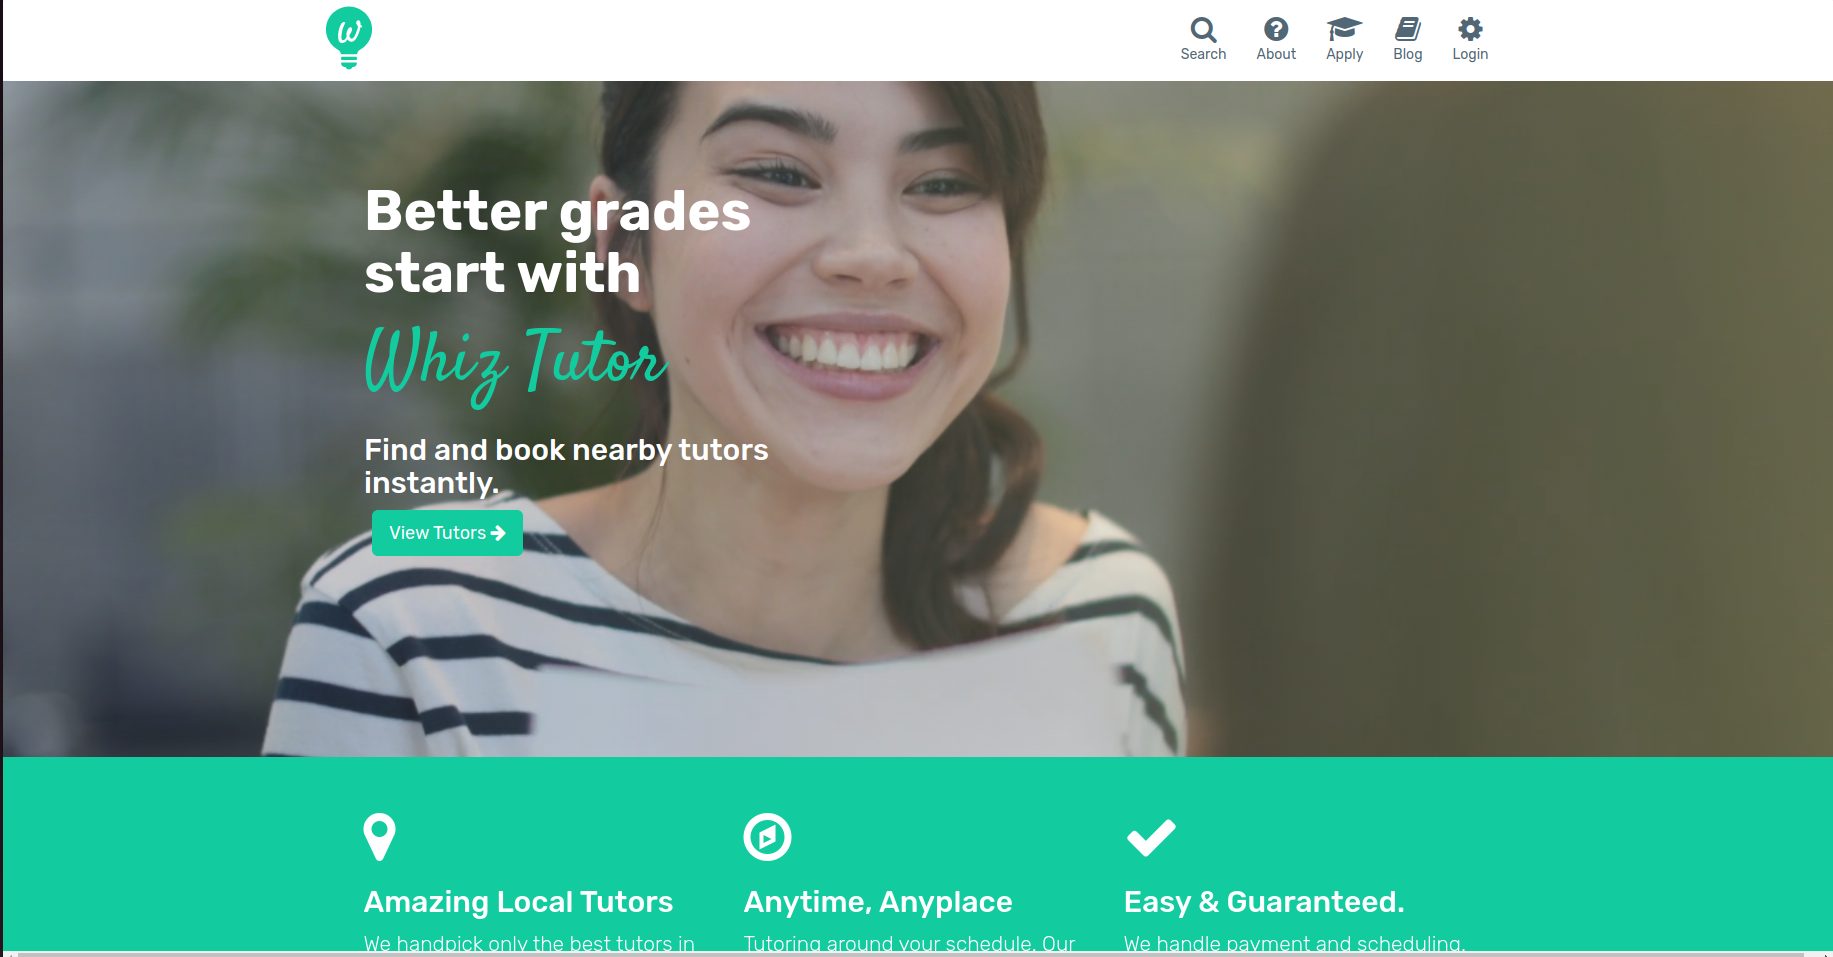 w
Search
About
Apply
Blog
Login
Better grades
start with
Whiz Tutor
Find and book nearby tutors
instantly.
View Tutors
Amazing Local Tutors
We handpick only the best tutors in
Anytime, Anyplace
Tutoring around your schedule. Our
Easy & Guaranteed.
We handle payment and scheduling.